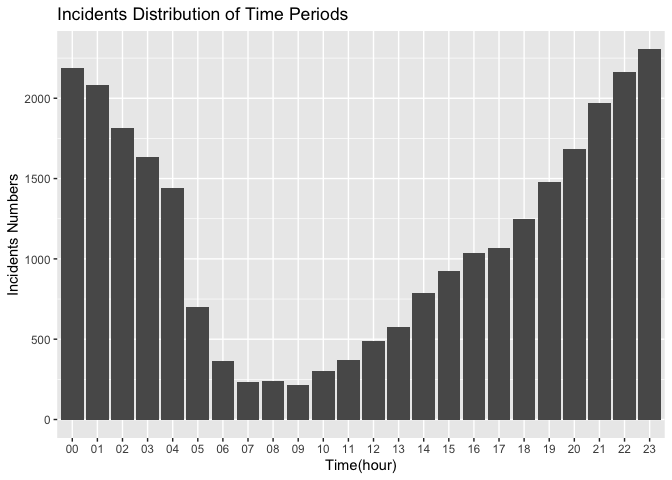 Incidents Distribution of Time Periods
Incidents Numbers
2000
1500
1000
500
0
00 01 02 03 04 05 06 07 08 09 10 11 12 13 14 15 16 17 18 19 20 21 22 23
Time(hour)